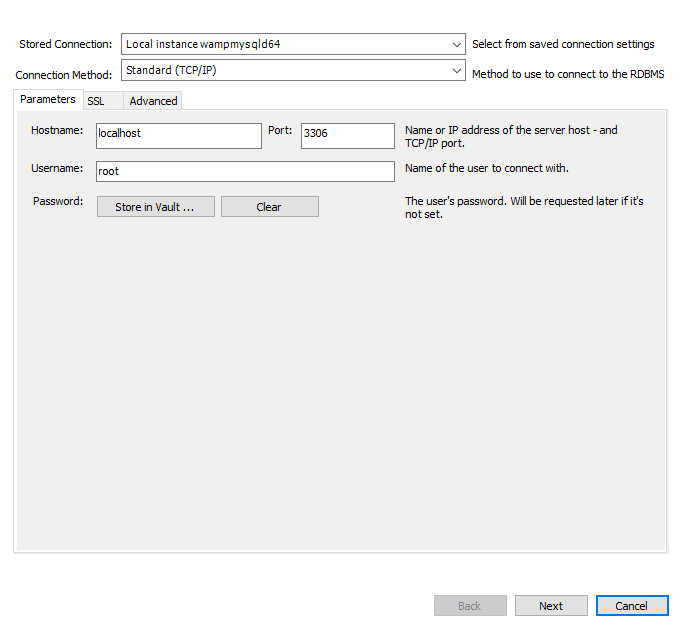 Stored Connection: Local instance wampmysqld64 Select from saved connection settings
Connection Method: Standard (TCP/IP) Method to use to connect to the RDBMS
Parameters SSL Advanced
Hostname: localhost Port: 3306 Name or IP address of the server host - and
TCP/IP port.
Username: root Name of the user to connect with.
Password: Store in Vault ... Clear The user's password. Will be requested later if it's
not set.
Back Next Cancel